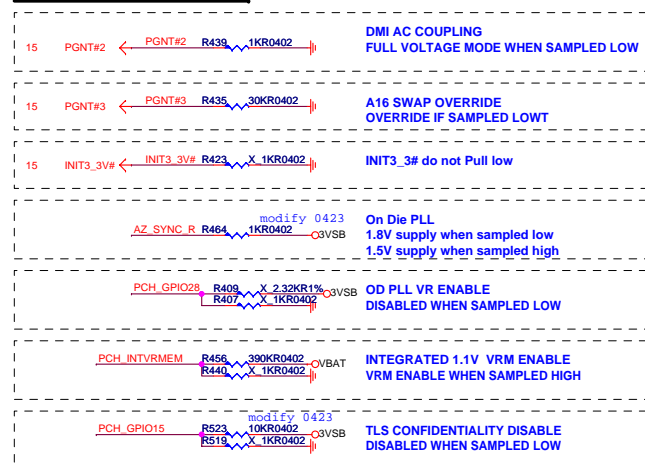 15 PGNT#2 PGNT#2 R439 1KR0402 DMI AC COUPLING
FULL VOLTAGE MODE WHEN SAMPLED LOW
15 PGNT#3 PGNT#3 R435 30KR0402 A16 SWAP OVERRIDE
OVERRIDE IF SAMPLED LOWT
15 INIT3_3V# INIT3_3V# R423 X_1KR0402 INIT3_3# do not Pull low
modify 0423 On Die PLL
AZ_SYNC_R R464 1KR0402 3VSB 1.8V supply when sampled low
1.5V supply when sampled high
PCH_GPIO28 R409 X_2.32KR1% 3VSB OD PLL VR ENABLE
R407 X_1KR0402 DISABLED WHEN SAMPLED LOW
PCH_INTVRMEM R456 390KR0402 VBAT INTEGRATED 1.1V VRM ENABLE
R440 X_1KR0402 VRM ENABLE WHEN SAMPLED HIGH
modify 0423
PCH_GPIO15 R523 10KR0402 3VSB TLS CONFIDENTIALITY DISABLE
R519 X_1KR0402 DISABLED WHEN SAMPLED LOW